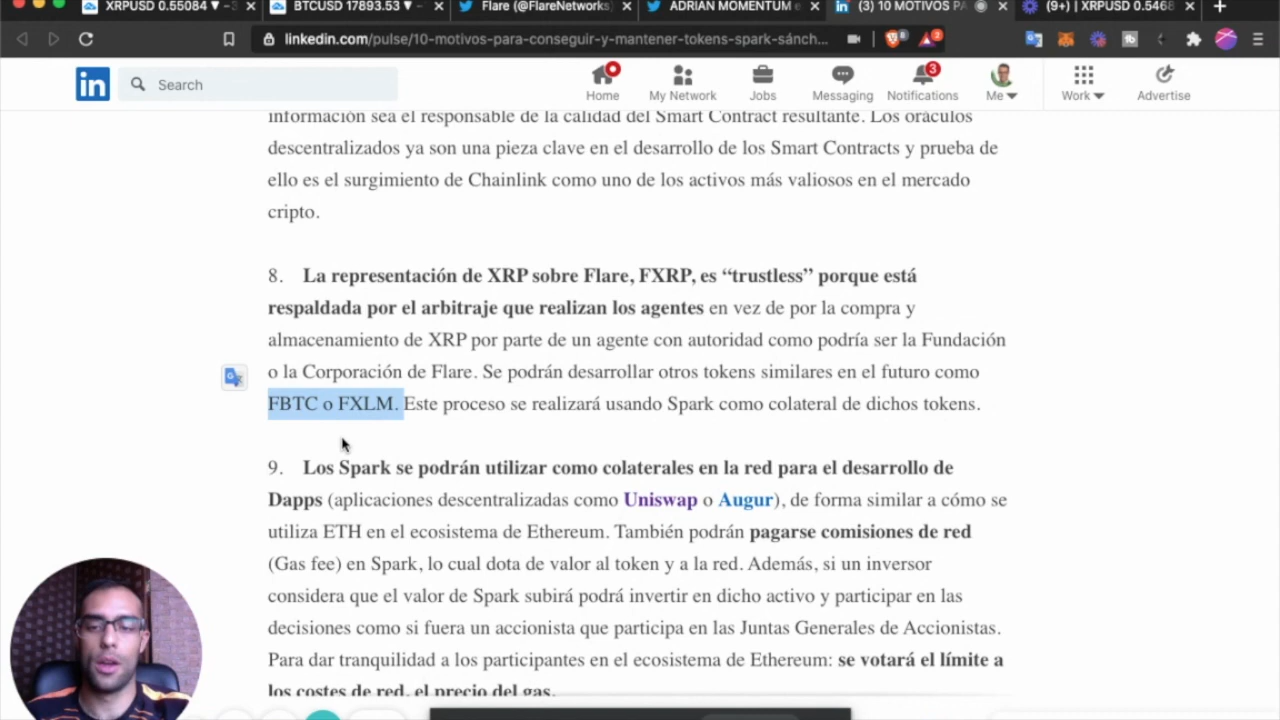 XRPUSD 0.55084 ▼ −3
BTCUSD 17893.53 ▼
Flare (@FlareNetworks)
ADRIAN MOMENTUM
(3) 10 MOTIVOS PA
(9+) | XRPUSD 0.5468
linkedin.com/pulse/10-motivos-para-conseguir-y-mantener-tokens-spark-sánch...
in
Search
Home
My Network
Jobs
Messaging
3
Notifications
Me
Work
Advertise
información sea el responsable de la calidad del Smart Contract resultante. Los oráculos
descentralizados ya son una pieza clave en el desarrollo de los Smart Contracts y prueba de
ello es el surgimiento de Chainlink como uno de los activos más valiosos en el mercado
cripto.
8. La representación de XRP sobre Flare, FXRP, es “trustless” porque está
respaldada por el arbitraje que realizan los agentes en vez de por la compra y
almacenamiento de XRP por parte de un agente con autoridad como podría ser la Fundación
o la Corporación de Flare. Se podrán desarrollar otros tokens similares en el futuro como
FBTC o FXLM. Este proceso se realizará usando Spark como colateral de dichos tokens.
9. Los Spark se podrán utilizar como colaterales en la red para el desarrollo de
Dapps (aplicaciones descentralizadas como Uniswap o Augur), de forma similar a cómo se
utiliza ETH en el ecosistema de Ethereum. También podrán pagarse comisiones de red
(Gas fee) en Spark, lo cual dota de valor al token y a la red. Además, si un inversor
considera que el valor de Spark subirá podrá invertir en dicho activo y participar en las
decisiones como si fuera un accionista que participa en las Juntas Generales de Accionistas.
Para dar tranquilidad a los participantes en el ecosistema de Ethereum: se votará el límite a
los costes de red, el precio del gas.